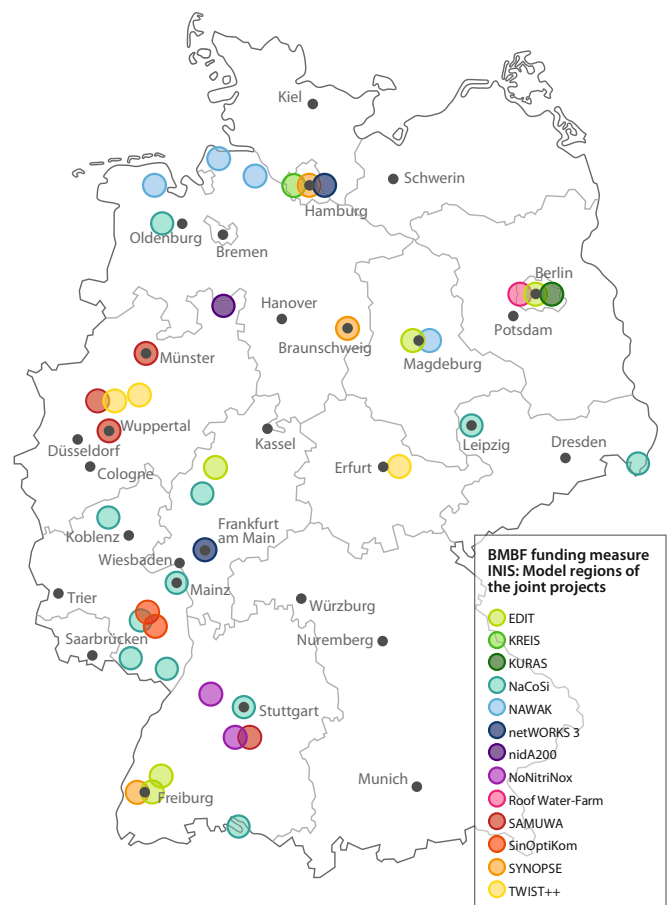 Kiel
Schwerin
Hamburg
Oldenburg
Bremen
Berlin
Hanover
Potsdam
Braunschweig
Magdeburg
Münster
Wuppertal
Düsseldorf
Kassel
Leipzig
Dresden
Cologne
Erfurt
Koblenz
Frankfurt
am Main
Wiesbaden
Mainz
Trier
Würzburg
Saarbrücken
Nuremberg
Stuttgart
Munich
Freiburg
BMBF funding measure
INIS: Model regions of
the joint projects
EDIT
KREIS
KURAS
NaCoSi
NAWAK
netWORKS 3
nidA200
NoNitriNox
Roof Water-Farm
SAMUWA
SinOptiKom
SYNOPSE
TWIST++